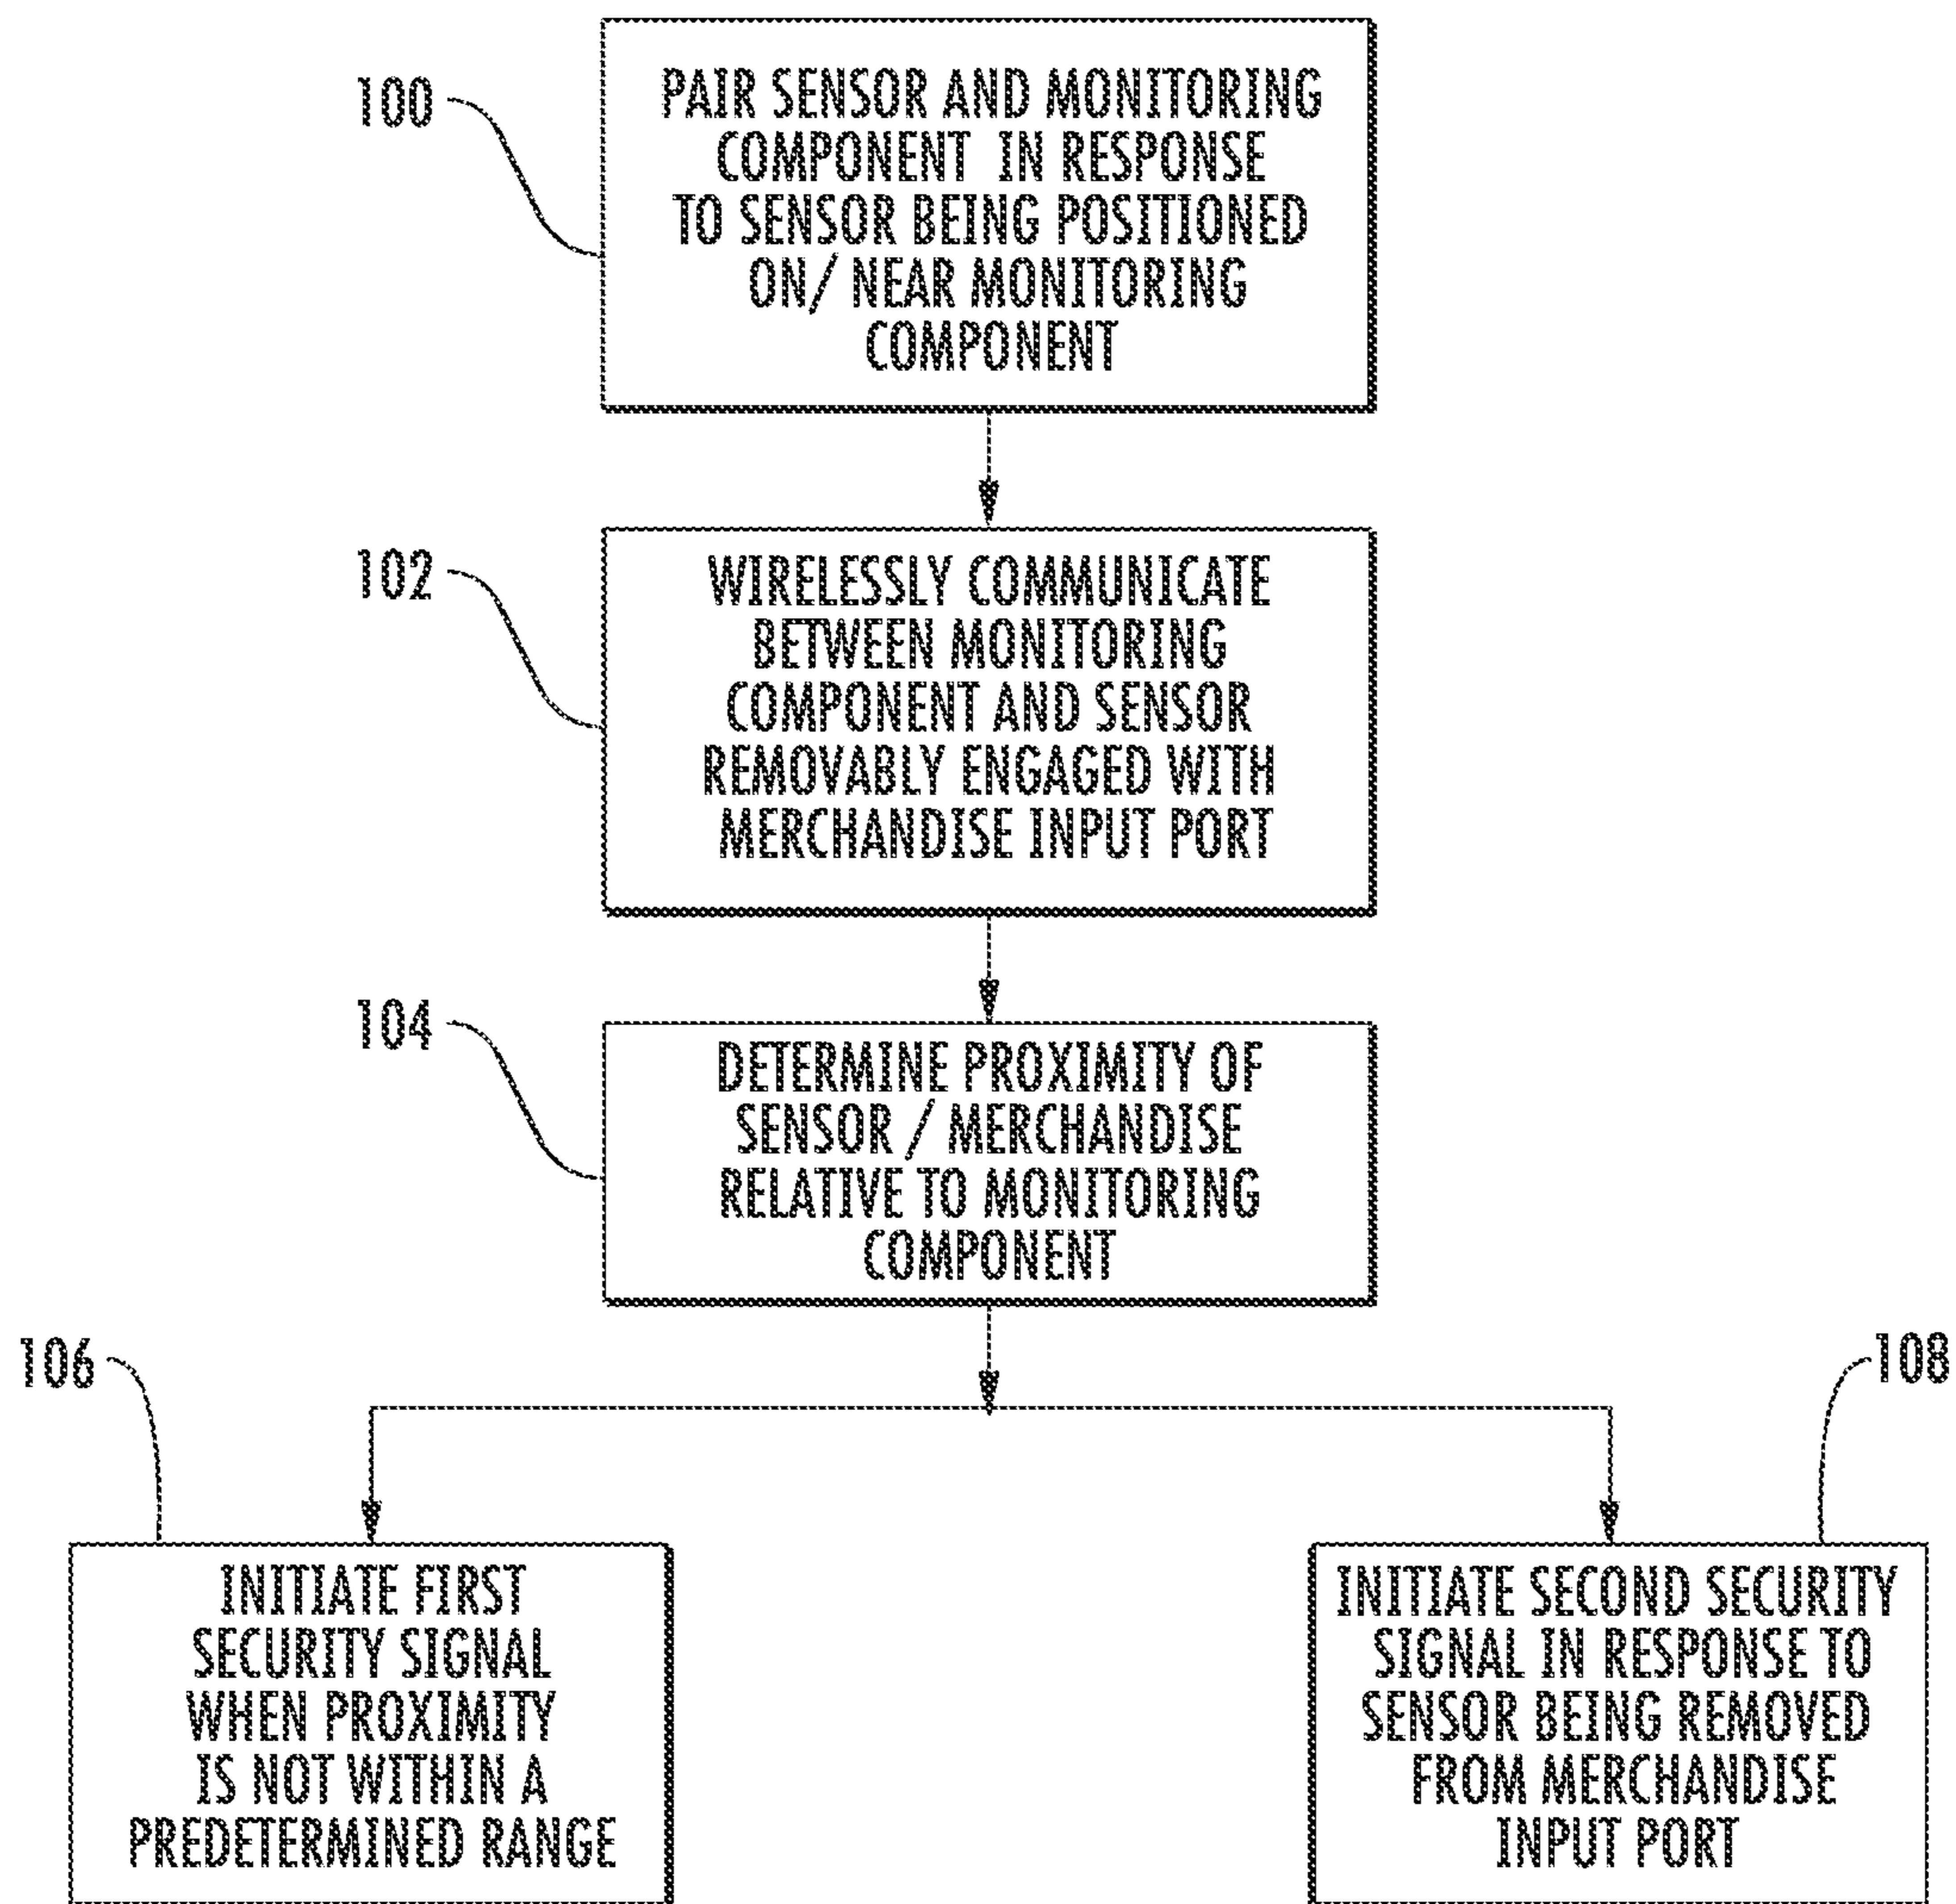 100
PAIR SENSOR AND MONITORING
COMPONENT IN RESPONSE
TO SENSOR BEING POSITIONED
ON/ NEAR MONITORING
COMPONENT
102
WIRELESSLY COMMUNICATE
BETWEEN MONITORING
COMPONENT AND SENSOR
REMOVABLY ENGAGED WITH
MERCHANDISE INPUT PORT
104
DETERMINE PROXIMITY OF
SENSOR / MERCHANDISE
RELATIVE TO MONITORING
COMPONENT
106
INITIATE FIRST
SECURITY SIGNAL
WHEN PROXIMITY
IS NOT WITHIN A
PREDETERMINED RANGE
108
INITIATE SECOND SECURITY
SIGNAL IN RESPONSE TO
SENSOR BEING REMOVED
FROM MERCHANDISE
INPUT PORT